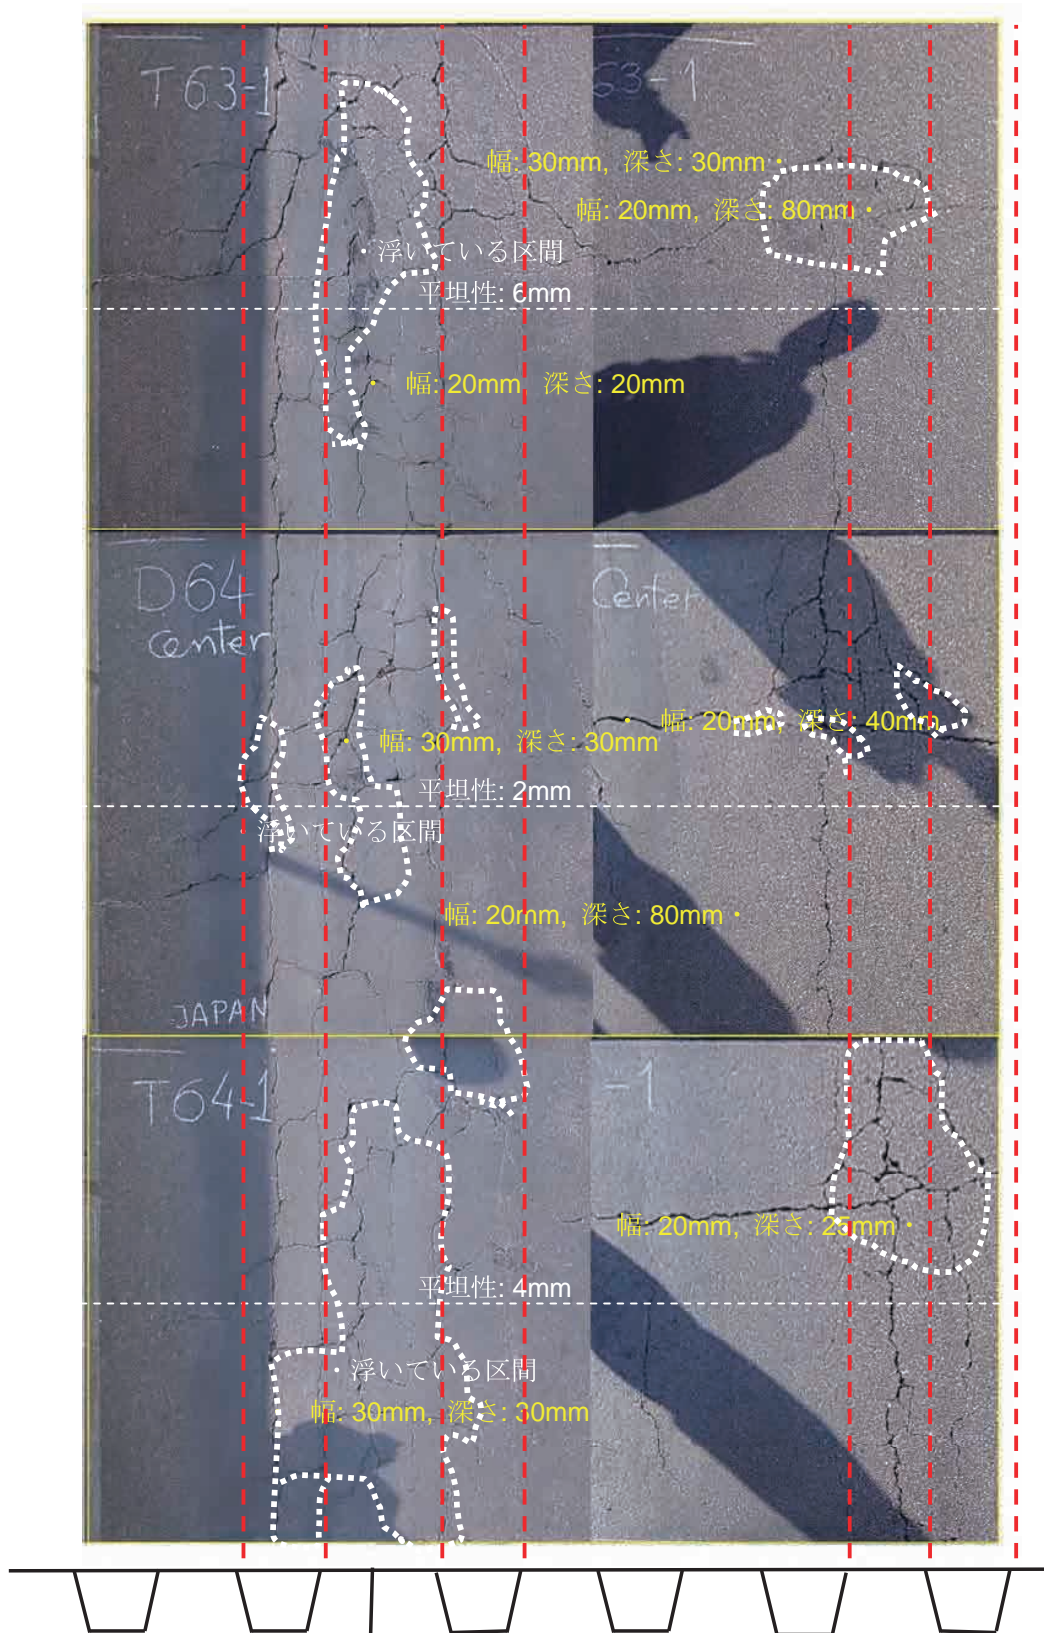 T63-1
63-1
幅: 30mm, 深さ: 30mm
幅: 20mm, 深さ: 80mm
浮いている区間
平坦性: 6mm
幅: 20mm, 深さ: 20mm
D64
Center
Center
幅: 20mm, 深さ: 40mm
幅: 30mm, 深さ: 30mm
平坦性: 2mm
浮いている区間
幅: 20mm, 深さ: 80mm
JAPAN
T64-1
-1
幅: 20mm, 深さ: 25mm
平坦性: 4mm
浮いている区間
幅: 30mm, 深さ: 30mm